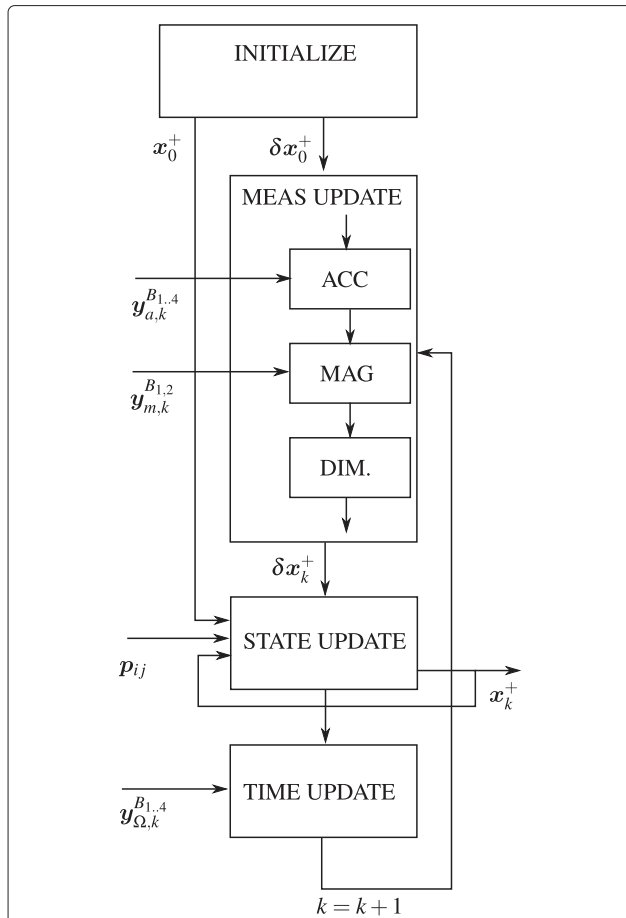 INITIALIZE
x_0^+
δx_0^+
MEAS UPDATE
ACC
y_{a,k}^{B_{1..4}}
MAG
y_{m,k}^{B_{1,2}}
DIM.
δx_k^+
STATE UPDATE
p_{ij}
x_k^+
TIME UPDATE
y_{Ω,k}^{B_{1..4}}
k = k + 1